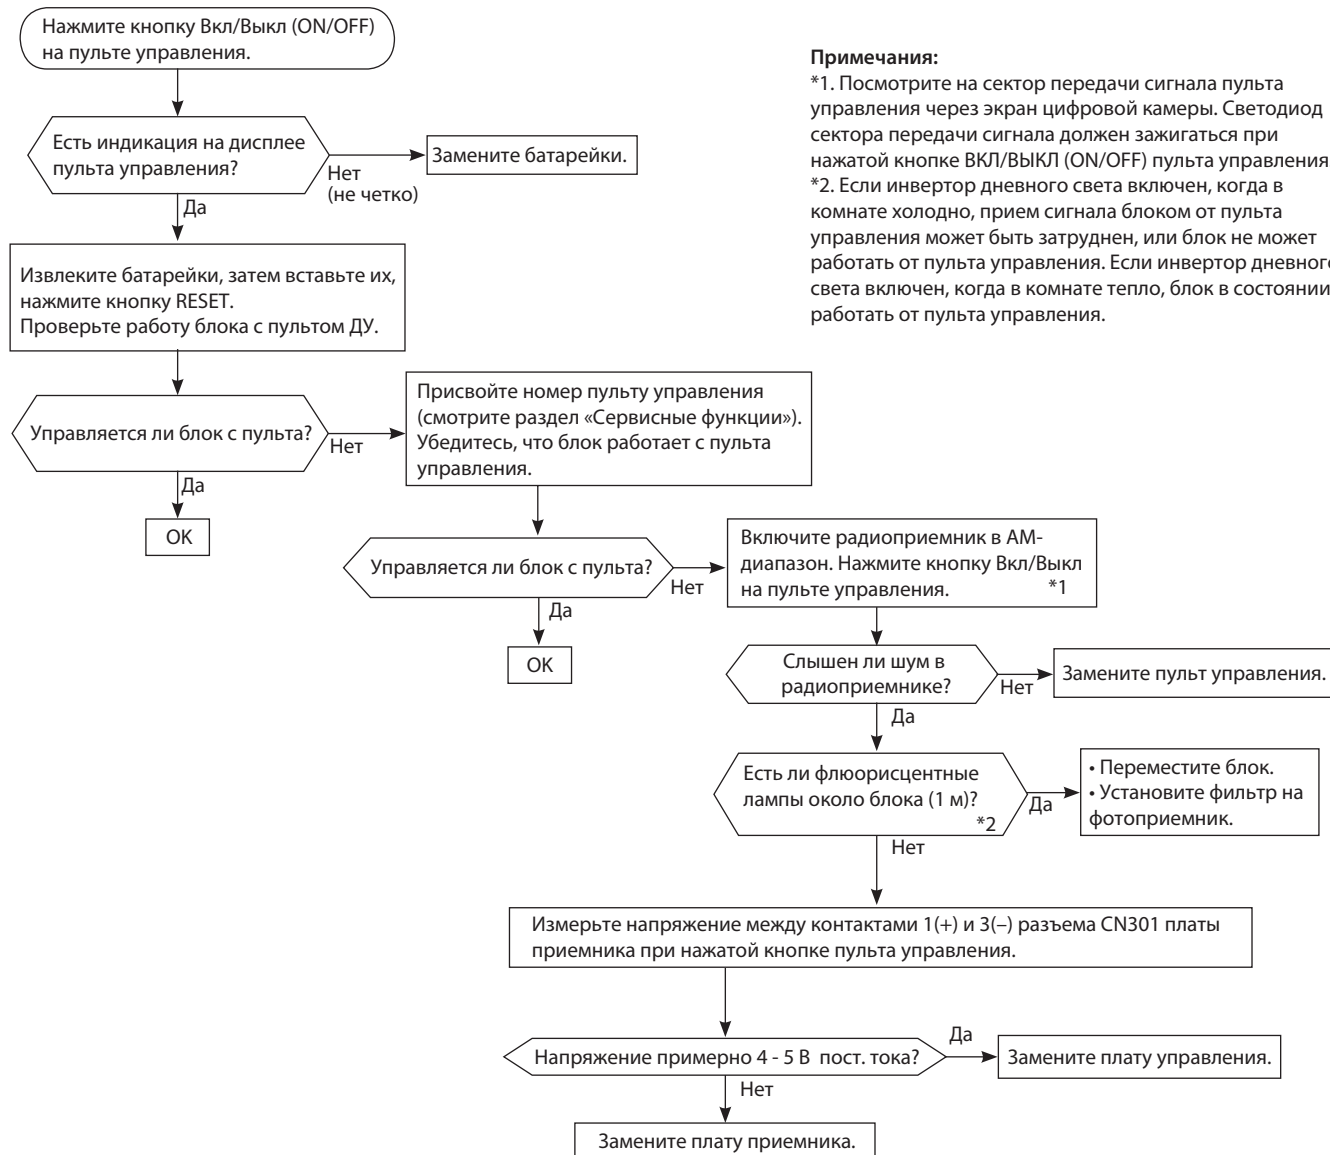 Нажмите кнопку Вкл/Выкл (ON/OFF)
на пульте управления.
Примечания:
*1. Посмотрите на сектор передачи сигнала пульта
управления через экран цифровой камеры. Светодиод
сектора передачи сигнала должен зажигаться при
нажатой кнопке ВКЛ/ВЫКЛ (ON/OFF) пульта управления
*2. Если инвертор дневного света включен, когда в
комнате холодно, прием сигнала блоком от пульта
управления может быть затруднен, или блок не может
работать от пульта управления. Если инвертор дневного
света включен, когда в комнате тепло, блок в состоянии
работать от пульта управления.
Есть индикация на дисплее
пульта управления?
Нет
(не четко)
Замените батарейки.
Да
Извлеките батарейки, затем вставьте их,
нажмите кнопку RESET.
Проверьте работу блока с пультом ДУ.
Управляется ли блок с пульта?
Нет
Да
OK
Присвойте номер пульту управления
(смотрите раздел «Сервисные функции»).
Убедитесь, что блок работает с пульта
управления.
Управляется ли блок с пульта?
Нет
Да
OK
Включите радиоприемник в АМ-
диапазон. Нажмите кнопку Вкл/Выкл
на пульте управления. *1
Слышен ли шум в
радиоприемнике?
Нет
Замените пульт управления.
Да
Есть ли флюорисцентные
лампы около блока (1 м)?
*2
Да
• Переместите блок.
• Установите фильтр на
фотоприемник.
Нет
Измерьте напряжение между контактами 1(+) и 3(–) разъема CN301 платы
приемника при нажатой кнопке пульта управления.
Напряжение примерно 4 - 5 В пост. тока?
Да
Замените плату управления.
Нет
Замените плату приемника.